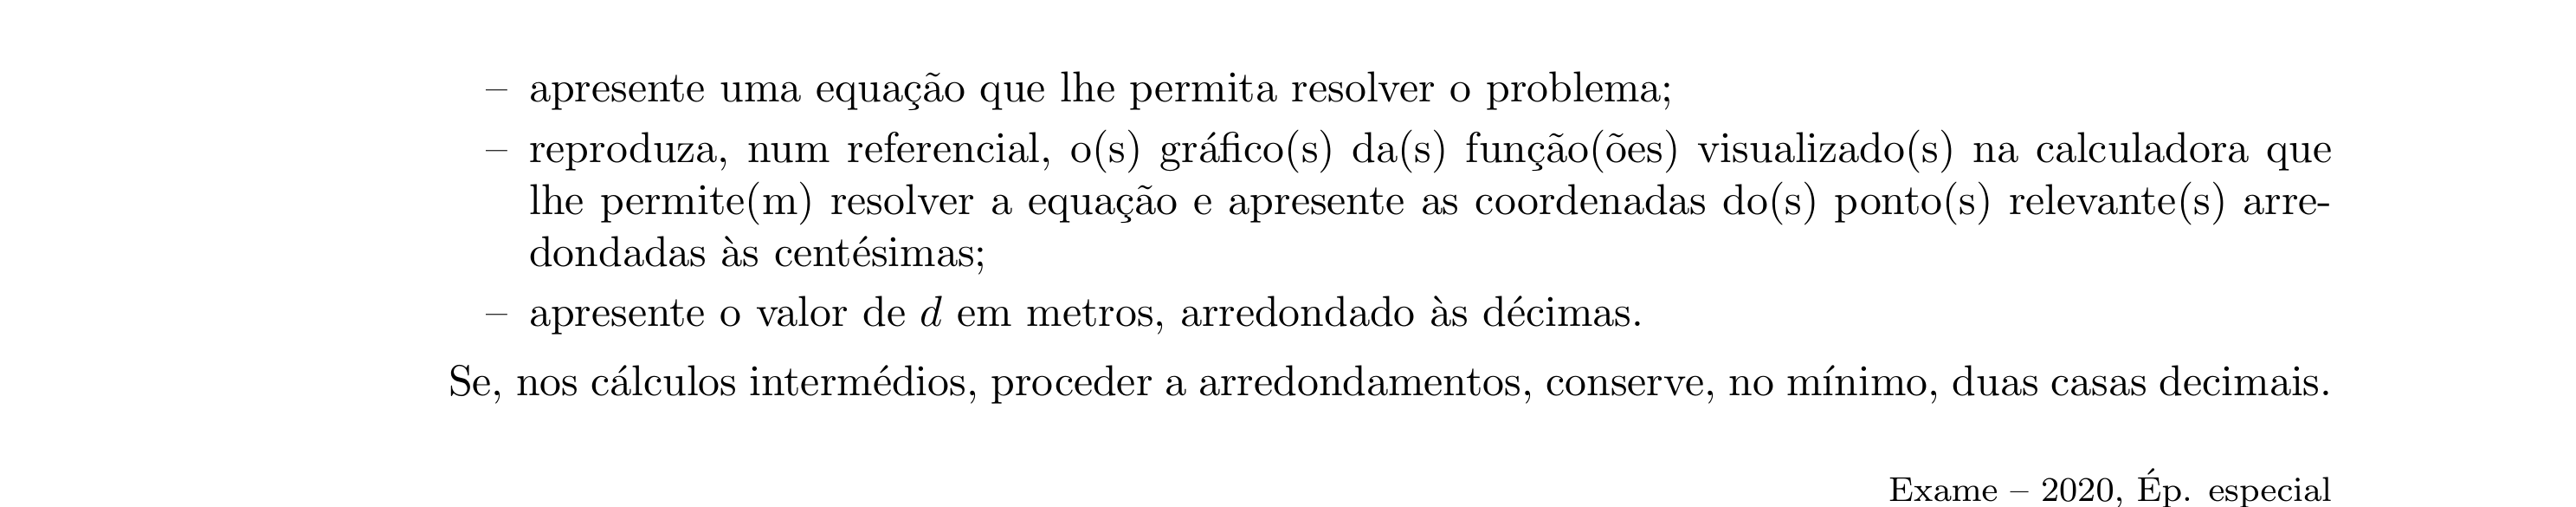 – apresente uma equação que lhe permita resolver o problema;
– reproduza, num referencial, o(s) gráfico(s) da(s) função(ões) visualizado(s) na calculadora que
lhe permite(m) resolver a equação e apresente as coordenadas do(s) ponto(s) relevante(s) arre-
dondadas às centésimas;
– apresente o valor de d em metros, arredondado às décimas.
Se, nos cálculos intermédios, proceder a arredondamentos, conserve, no mínimo, duas casas decimais.
Exame – 2020, Ép. especial